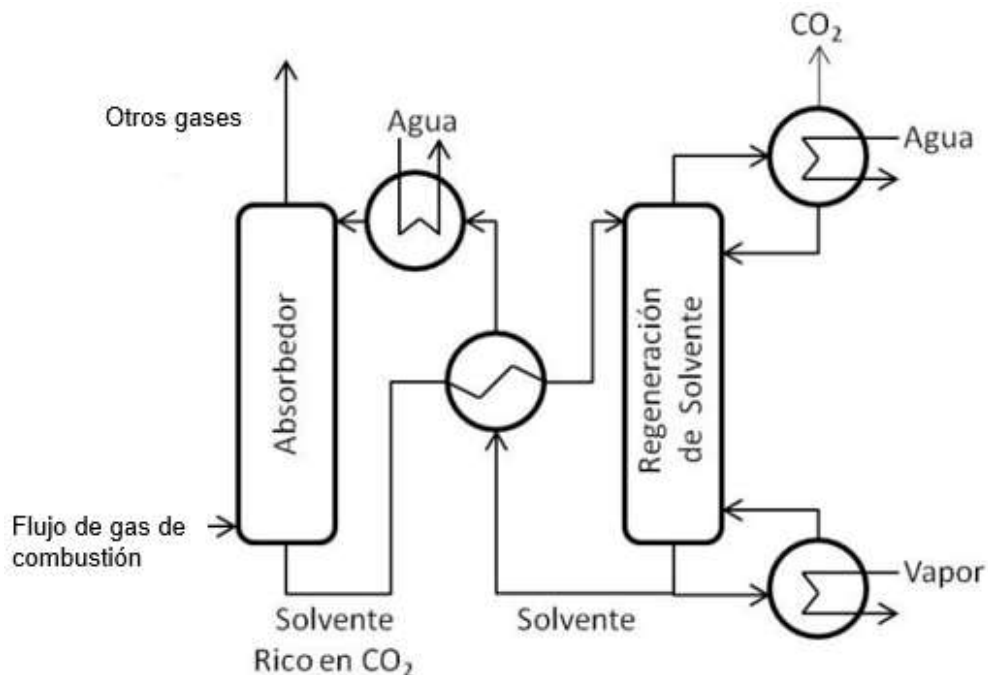 CO₂
Otros gases
Agua
Agua
Absorbedor
Regeneración
de Solvente
Flujo de gas de
combustión
Vapor
Solvente
Rico en CO₂
Solvente